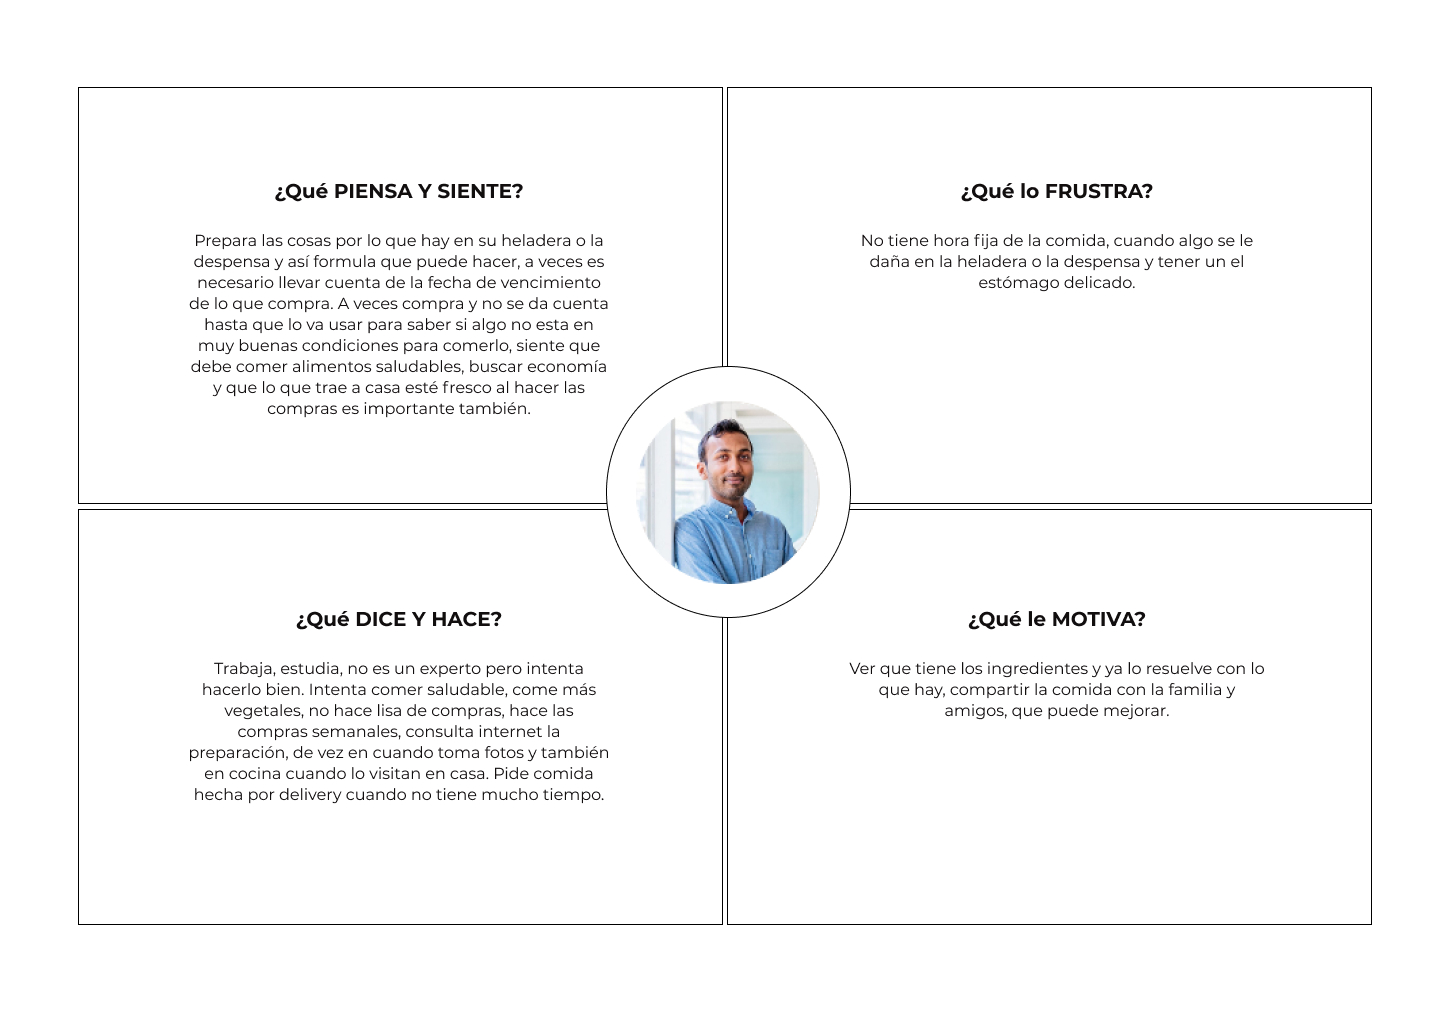 ¿Qué PIENSA Y SIENTE?
Prepara las cosas por lo que hay en su heladera o la
despensa y así formula que puede hacer, a veces es
necesario llevar cuenta de la fecha de vencimiento
de lo que compra. A veces compra y no se da cuenta
hasta que lo va usar para saber si algo no esta en
muy buenas condiciones para comerlo, siente que
debe comer alimentos saludables, buscar economía
y que lo que trae a casa esté fresco al hacer las
compras es importante también.
¿Qué lo FRUSTRA?
No tiene hora fija de la comida, cuando algo se le
daña en la heladera o la despensa y tener un el
estómago delicado.
¿Qué DICE Y HACE?
Trabaja, estudia, no es un experto pero intenta
hacerlo bien. Intenta comer saludable, come más
vegetales, no hace lisa de compras, hace las
compras semanales, consulta internet la
preparación, de vez en cuando toma fotos y también
en cocina cuando lo visitan en casa. Pide comida
hecha por delivery cuando no tiene mucho tiempo.
¿Qué le MOTIVA?
Ver que tiene los ingredientes y ya lo resuelve con lo
que hay, compartir la comida con la familia y
amigos, que puede mejorar.